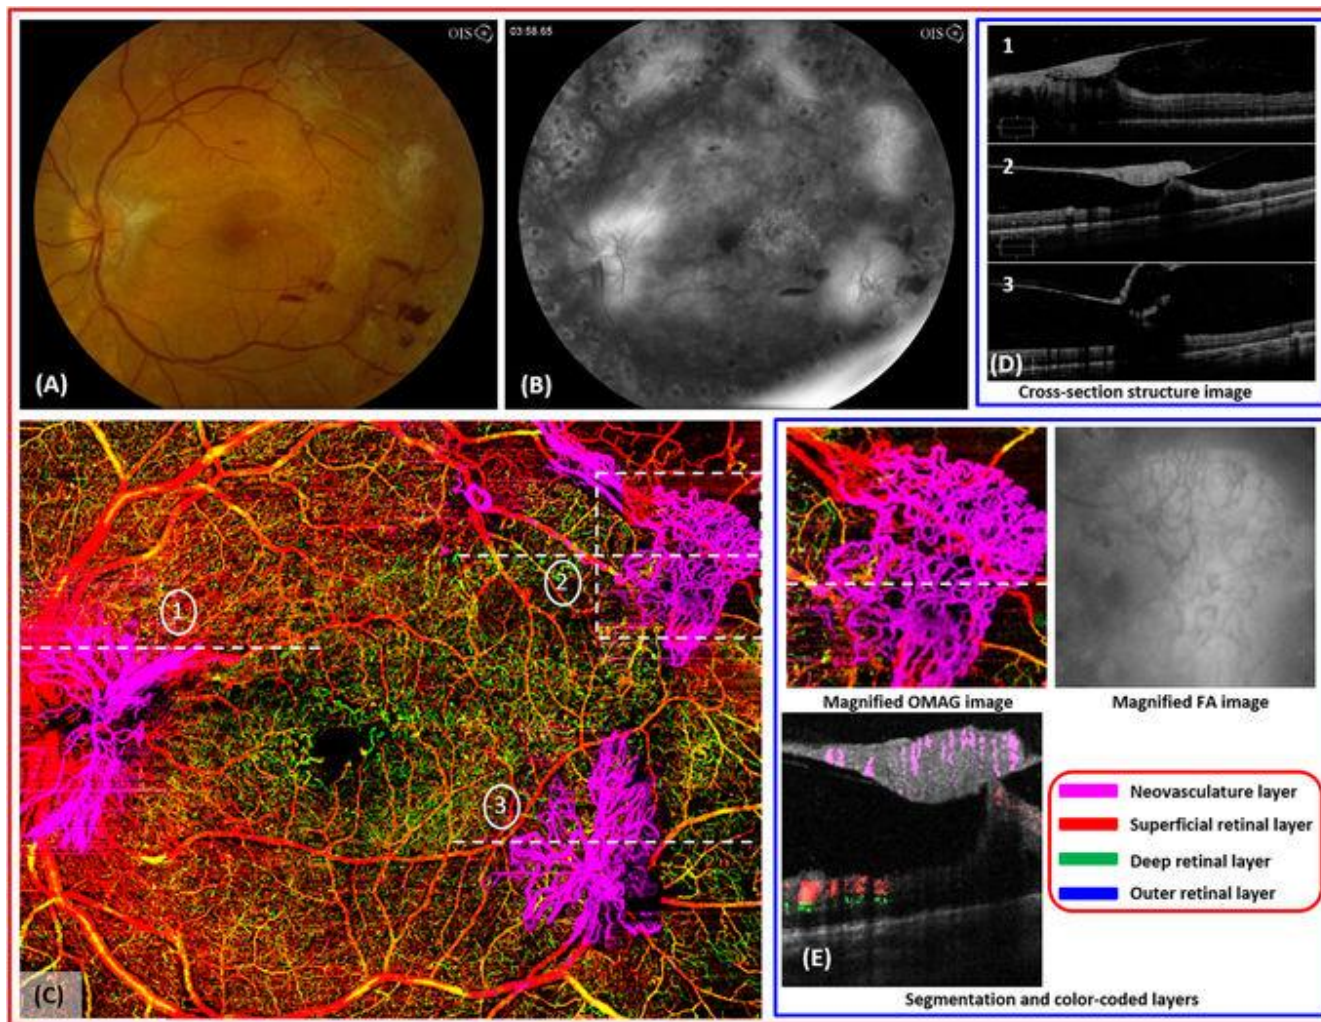 OIS
03:58.65
OIS
(A)
(B)
1
2
3
(D)
Cross-section structure image
1
2
3
(C)
Magnified OMAG image
Magnified FA image
Neovasculature layer
Superficial retinal layer
Deep retinal layer
Outer retinal layer
(E)
Segmentation and color-coded layers